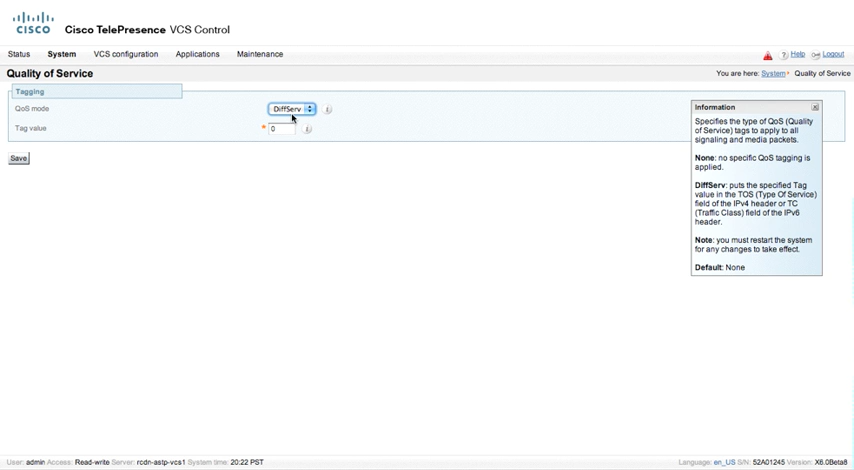 CISCO
Cisco TelePresence VCS Control
Status System VCS configuration Applications Maintenance Help Logout
Quality of Service You are here: System Quality of Service
Tagging
QoS mode DiffServ i
Tag value * 0 i
Save
Information
Specifies the type of QoS (Quality
of Service) tags to apply to all
signaling and media packets.
None: no specific QoS tagging is
applied.
DiffServ: puts the specified Tag
value in the TOS (Type Of Service)
field of the IPv4 header or TC
(Traffic Class) field of the IPv6
header.
Note: you must restart the system
for any changes to take effect.
Default: None
User: admin Access: Read-write Server: rcdn-astp-vcs1 System time: 20:22 PST Language: en_US S/N: 52A01245 Version: X6.0Beta8